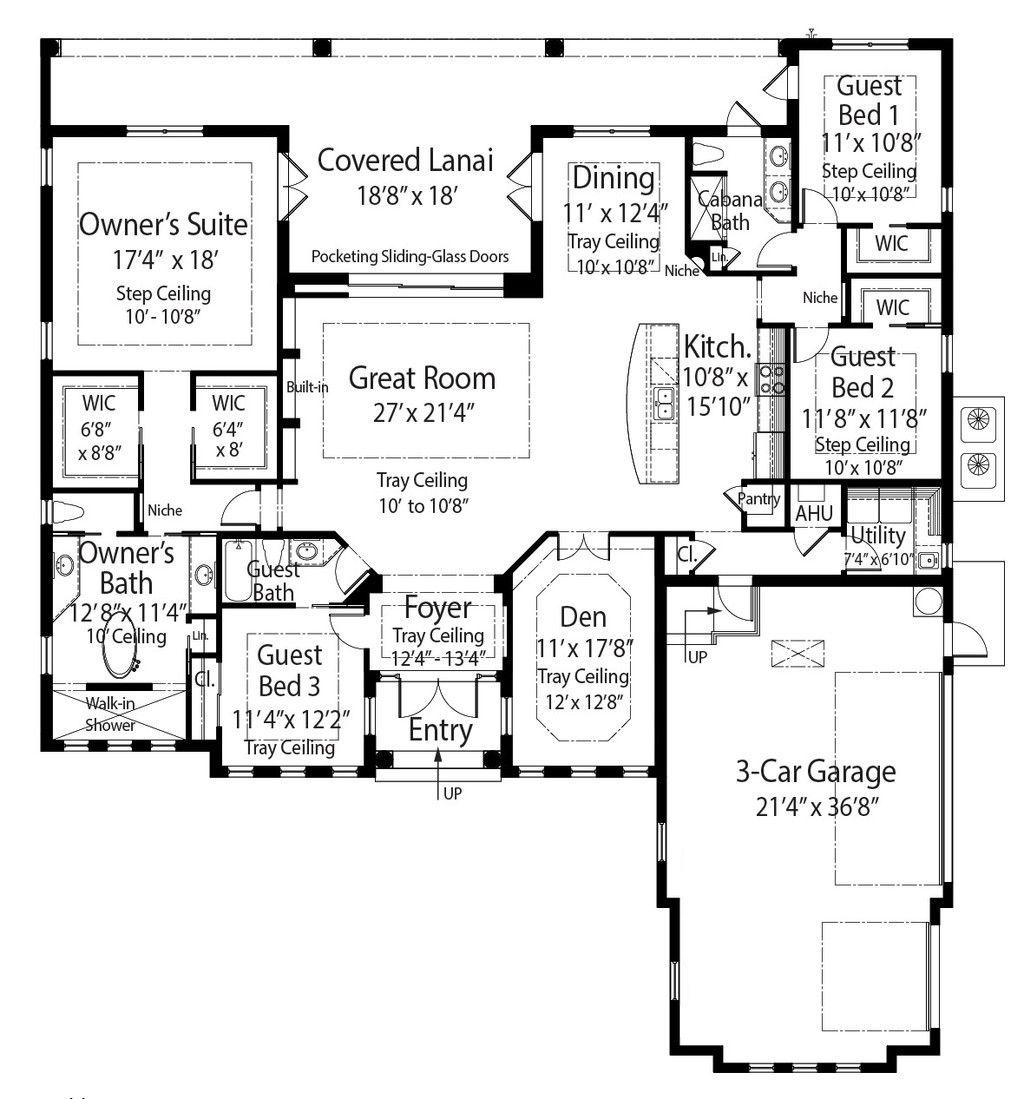 Guest
Bed 1
11' x 10'8"
Step Ceiling
10' x 10'8"
Covered Lanai
18'8" x 18'
Pocketing Sliding-Glass Doors
Dining
11' x 12'4"
Tray Ceiling
10' x 10'8"
Cabana
Bath
Lin.
Niche
Owner's Suite
17'4" x 18'
Step Ceiling
10' - 10'8"
WIC
Niche
WIC
Great Room
27' x 21'4"
Tray Ceiling
10' to 10'8"
Built-in
Kitch.
10'8" x
15'10"
Guest
Bed 2
11'8" x 11'8"
Step Ceiling
10' x 10'8"
WIC
6'8"
x 8'8"
WIC
6'4"
x 8'
Niche
Pantry
AHU
Utility
7'4" x 6'10"
Cl.
Owner's
Bath
12'8" x 11'4"
10' Ceiling
Lin.
Cl.
Walk-in
Shower
Guest
Bath
Guest
Bed 3
11'4" x 12'2"
Tray Ceiling
Foyer
Tray Ceiling
12'4" - 13'4"
Entry
UP
Den
11' x 17'8"
Tray Ceiling
12' x 12'8"
UP
3-Car Garage
21'4" x 36'8"